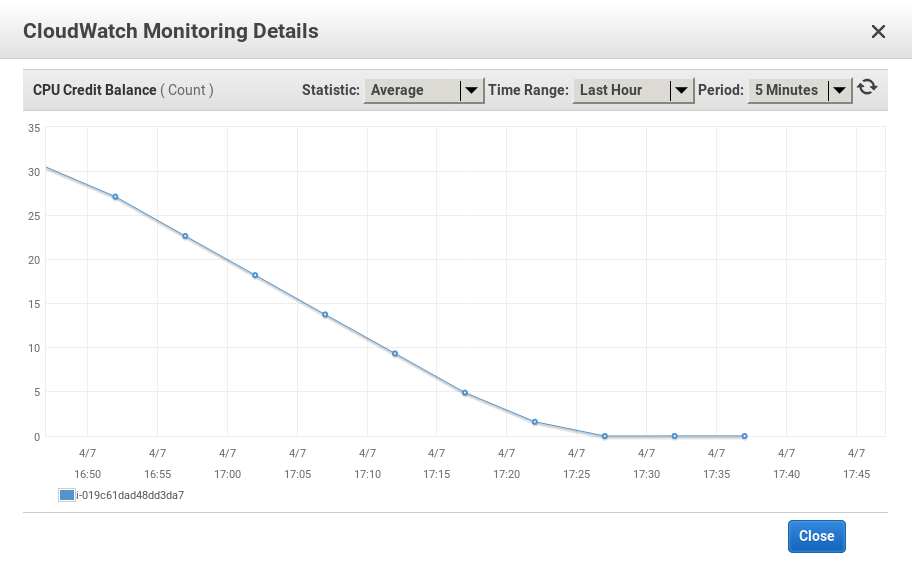 CloudWatch Monitoring Details
CPU Credit Balance ( Count ) Statistic: Average Time Range: Last Hour Period: 5 Minutes
35
30
25
20
15
10
5
0
4/7 4/7 4/7 4/7 4/7 4/7 4/7 4/7 4/7 4/7 4/7 4/7
16:50 16:55 17:00 17:05 17:10 17:15 17:20 17:25 17:30 17:35 17:40 17:45
i-019c61dad48dd3da7
Close